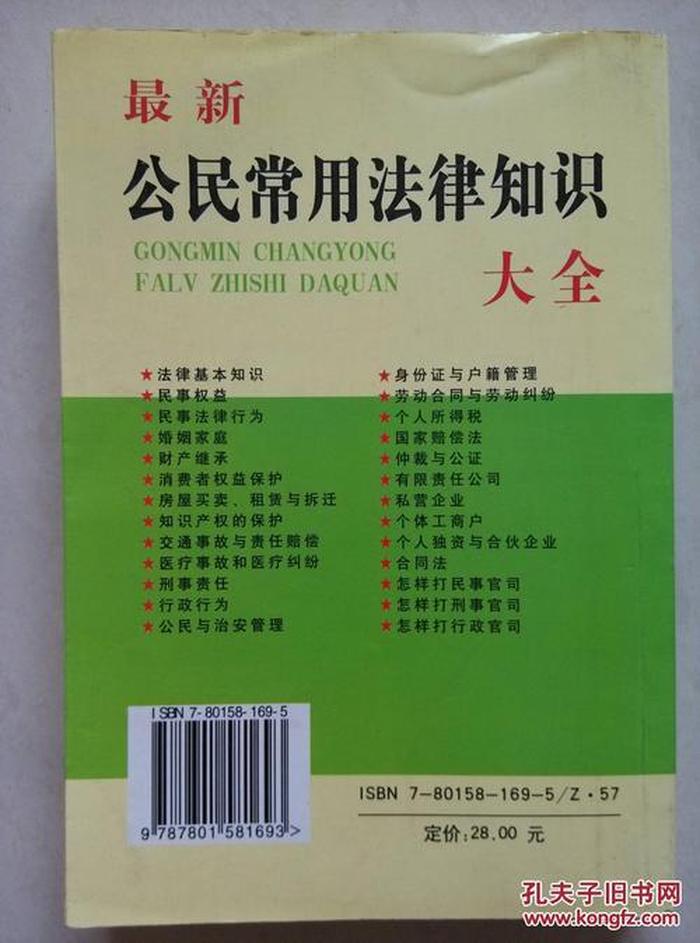 最新
公民常用法律知识
GONGMIN CHANGYONG
FALV ZHISHI DAQUAN
大全
★法律基本知识
★民事权益
★民事法律行为
★婚姻家庭
★财产继承
★消费者权益保护
★房屋买卖、租赁与拆迁
★知识产权的保护
★交通事故与责任赔偿
★医疗事故和医疗纠纷
★刑事责任
★行政行为
★公民与治安管理
★身份证与户籍管理
★劳动合同与劳动纠纷
★个人所得税
★国家赔偿法
★仲裁与公证
★有限责任公司
★私营企业
★个体工商户
★个人独资与合伙企业
★合同法
★怎样打民事官司
★怎样打刑事官司
★怎样打行政官司
ISBN 7-80158-169-5
9 787801 581693>
ISBN 7-80158-169-5/Z·57
定价:28.00 元
孔夫子旧书网
www.kongfz.com